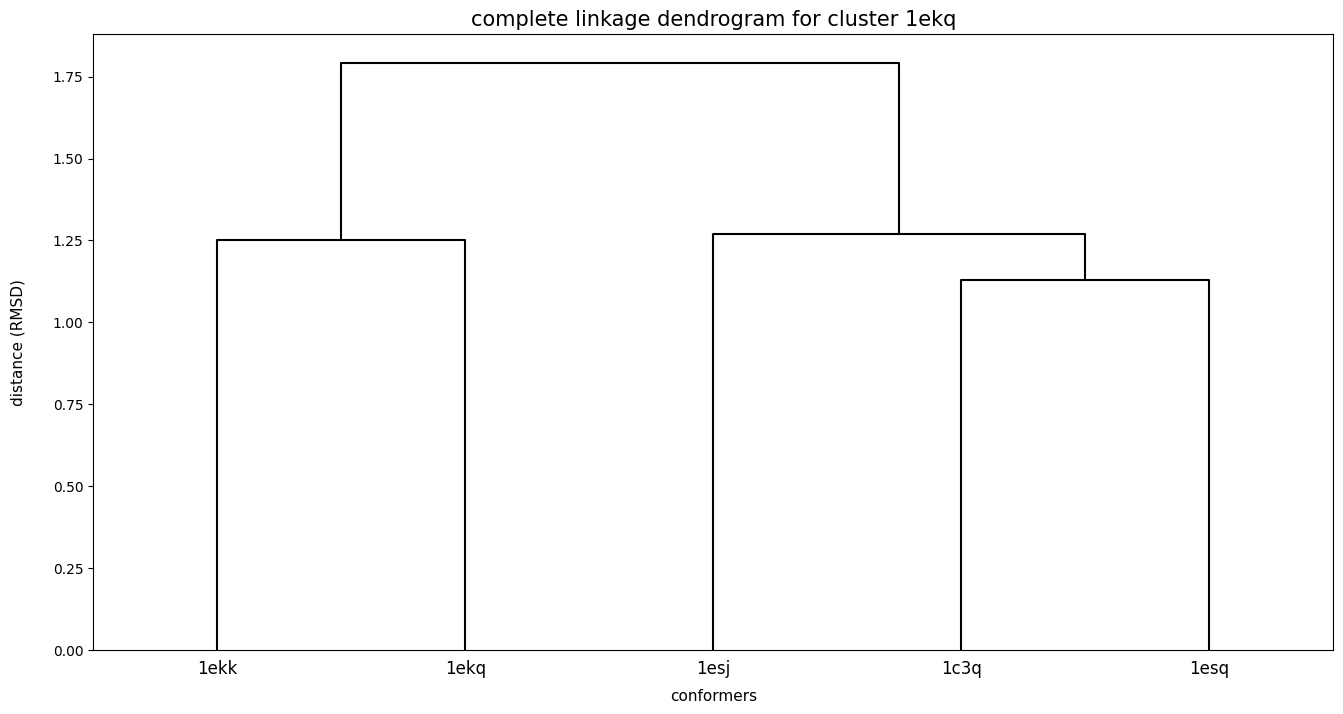 complete linkage dendrogram for cluster 1ekq
1.75
1.50
1.25
1.00
0.75
0.50
0.25
0.00
distance (RMSD)
1ekk 1ekq 1esj 1c3q 1esq
conformers